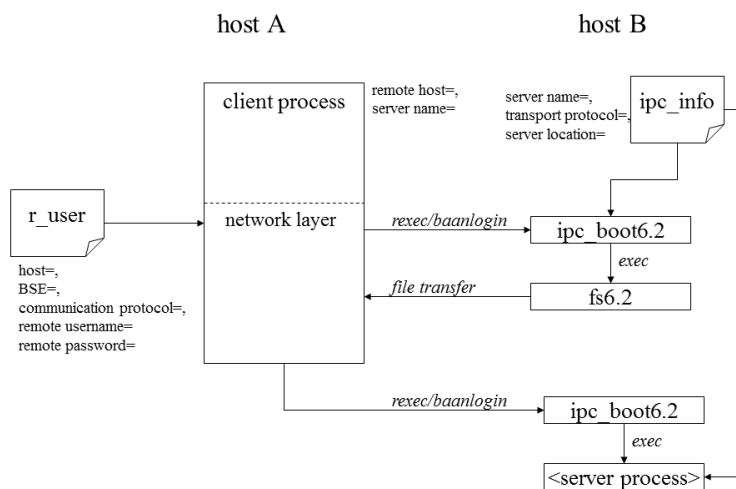 host A
host B
client process
remote host=,
server name=
server name=,
transport protocol=,
server location=
ipc_info
r_user
network layer
rexec/baanlogin
ipc_boot6.2
exec
file transfer
fs6.2
host=,
BSE=,
communication protocol=,
remote username=
remote password=
rexec/baanlogin
ipc_boot6.2
exec
<server process>